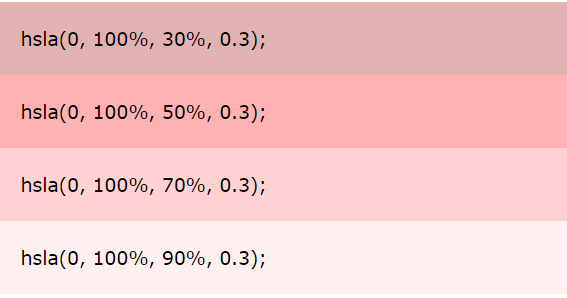 hsla(0, 100%, 30%, 0.3);
hsla(0, 100%, 50%, 0.3);
hsla(0, 100%, 70%, 0.3);
hsla(0, 100%, 90%, 0.3);